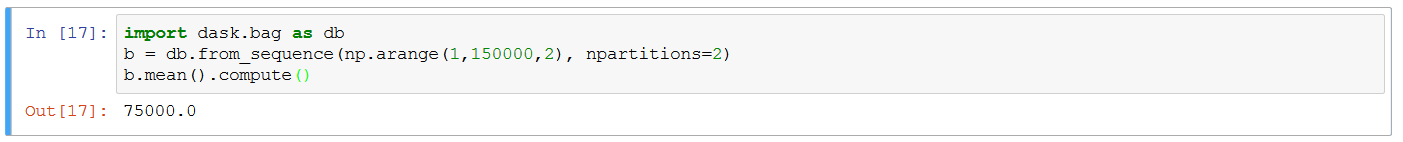 In [17]: import dask.bag as db
b = db.from_sequence(np.arange(1,150000,2), npartitions=2)
b.mean().compute()
Out[17]: 75000.0